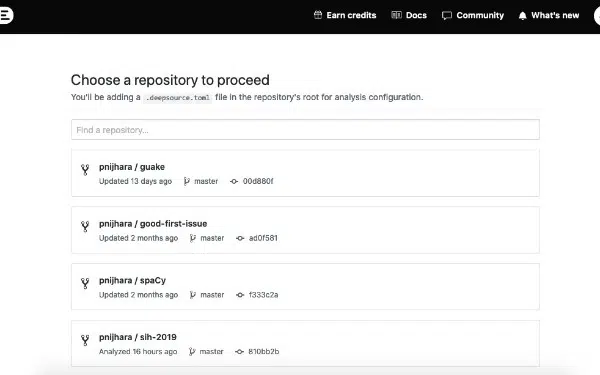 Earn credits Docs Community What's new
Choose a repository to proceed
You'll be adding a .deepsource.toml file in the repository's root for analysis configuration.
Find a repository...
pnijhara / guake
Updated 13 days ago master 00d880f
pnijhara / good-first-issue
Updated 2 months ago master ad0f581
pnijhara / spaCy
Updated 2 months ago master f333c2a
pnijhara / sih-2019
Analyzed 16 hours ago master 810bb2b